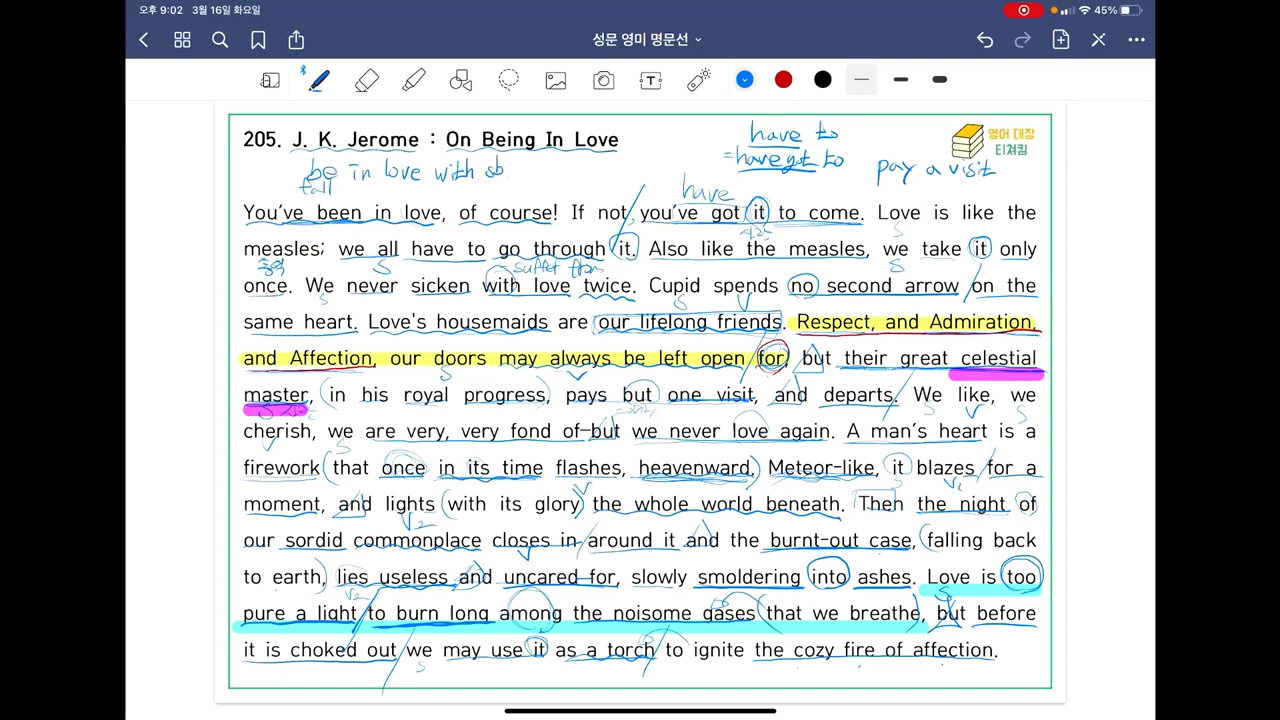 오후 9:02 3월 16일 화요일
45%
성문 영미 명문선
205. J. K. Jerome : On Being In Love
have to
= have got to
pay a visit
영어 대장
티쳐킴
be in love with sb
fall
have
You've been in love, of course! If not, you've got it to come. Love is like the
measles; we all have to go through it. Also like the measles, we take it only
suffer from
once. We never sicken with love twice. Cupid spends no second arrow on the
same heart. Love's housemaids are our lifelong friends. Respect, and Admiration,
and Affection, our doors may always be left open for, but their great celestial
master, (in his royal progress), pays but one visit, and departs. We like, we
cherish, we are very, very fond of-but we never love again. A man's heart is a
firework (that once in its time flashes, heavenward,) Meteor-like, it blazes for a
moment, and lights (with its glory) the whole world beneath. Then the night of
our sordid commonplace closes in around it and the burnt-out case, (falling back
to earth), lies useless and uncared for, slowly smoldering into ashes. Love is too
pure a light to burn long among the noisome gases (that we breathe), but before
it is choked out we may use it as a torch to ignite the cozy fire of affection.